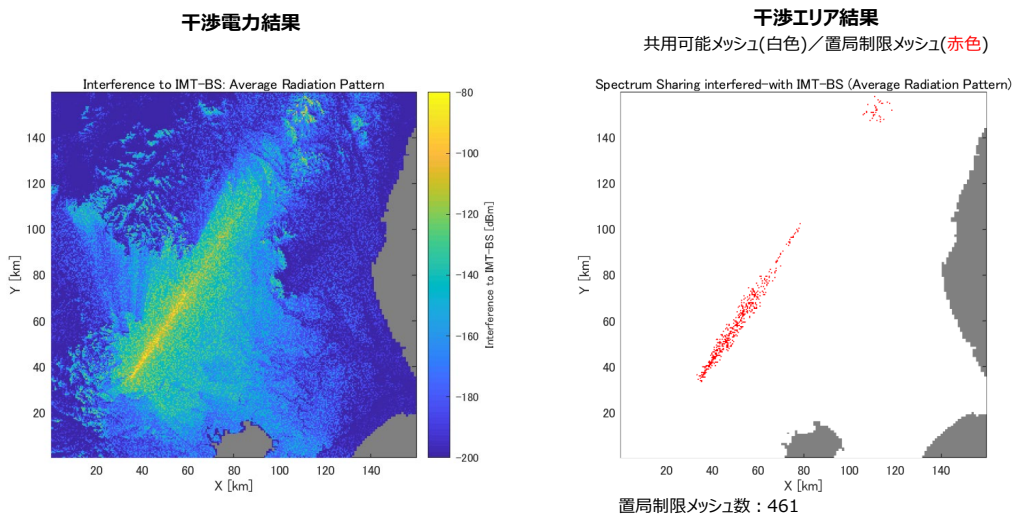 干渉電力結果
Interference to IMT-BS: Average Radiation Pattern
140
120
100
80
60
40
20
Y [km]
20 40 60 80 100 120 140
X [km]
-80
-100
-120
-140
-160
-180
-200
Interference to IMT-BS [dBm]
干渉エリア結果
共用可能メッシュ(白色)／置局制限メッシュ(赤色)
Spectrum Sharing interfered-with IMT-BS (Average Radiation Pattern)
140
120
100
80
60
40
20
Y [km]
20 40 60 80 100 120 140
X [km]
置局制限メッシュ数：461